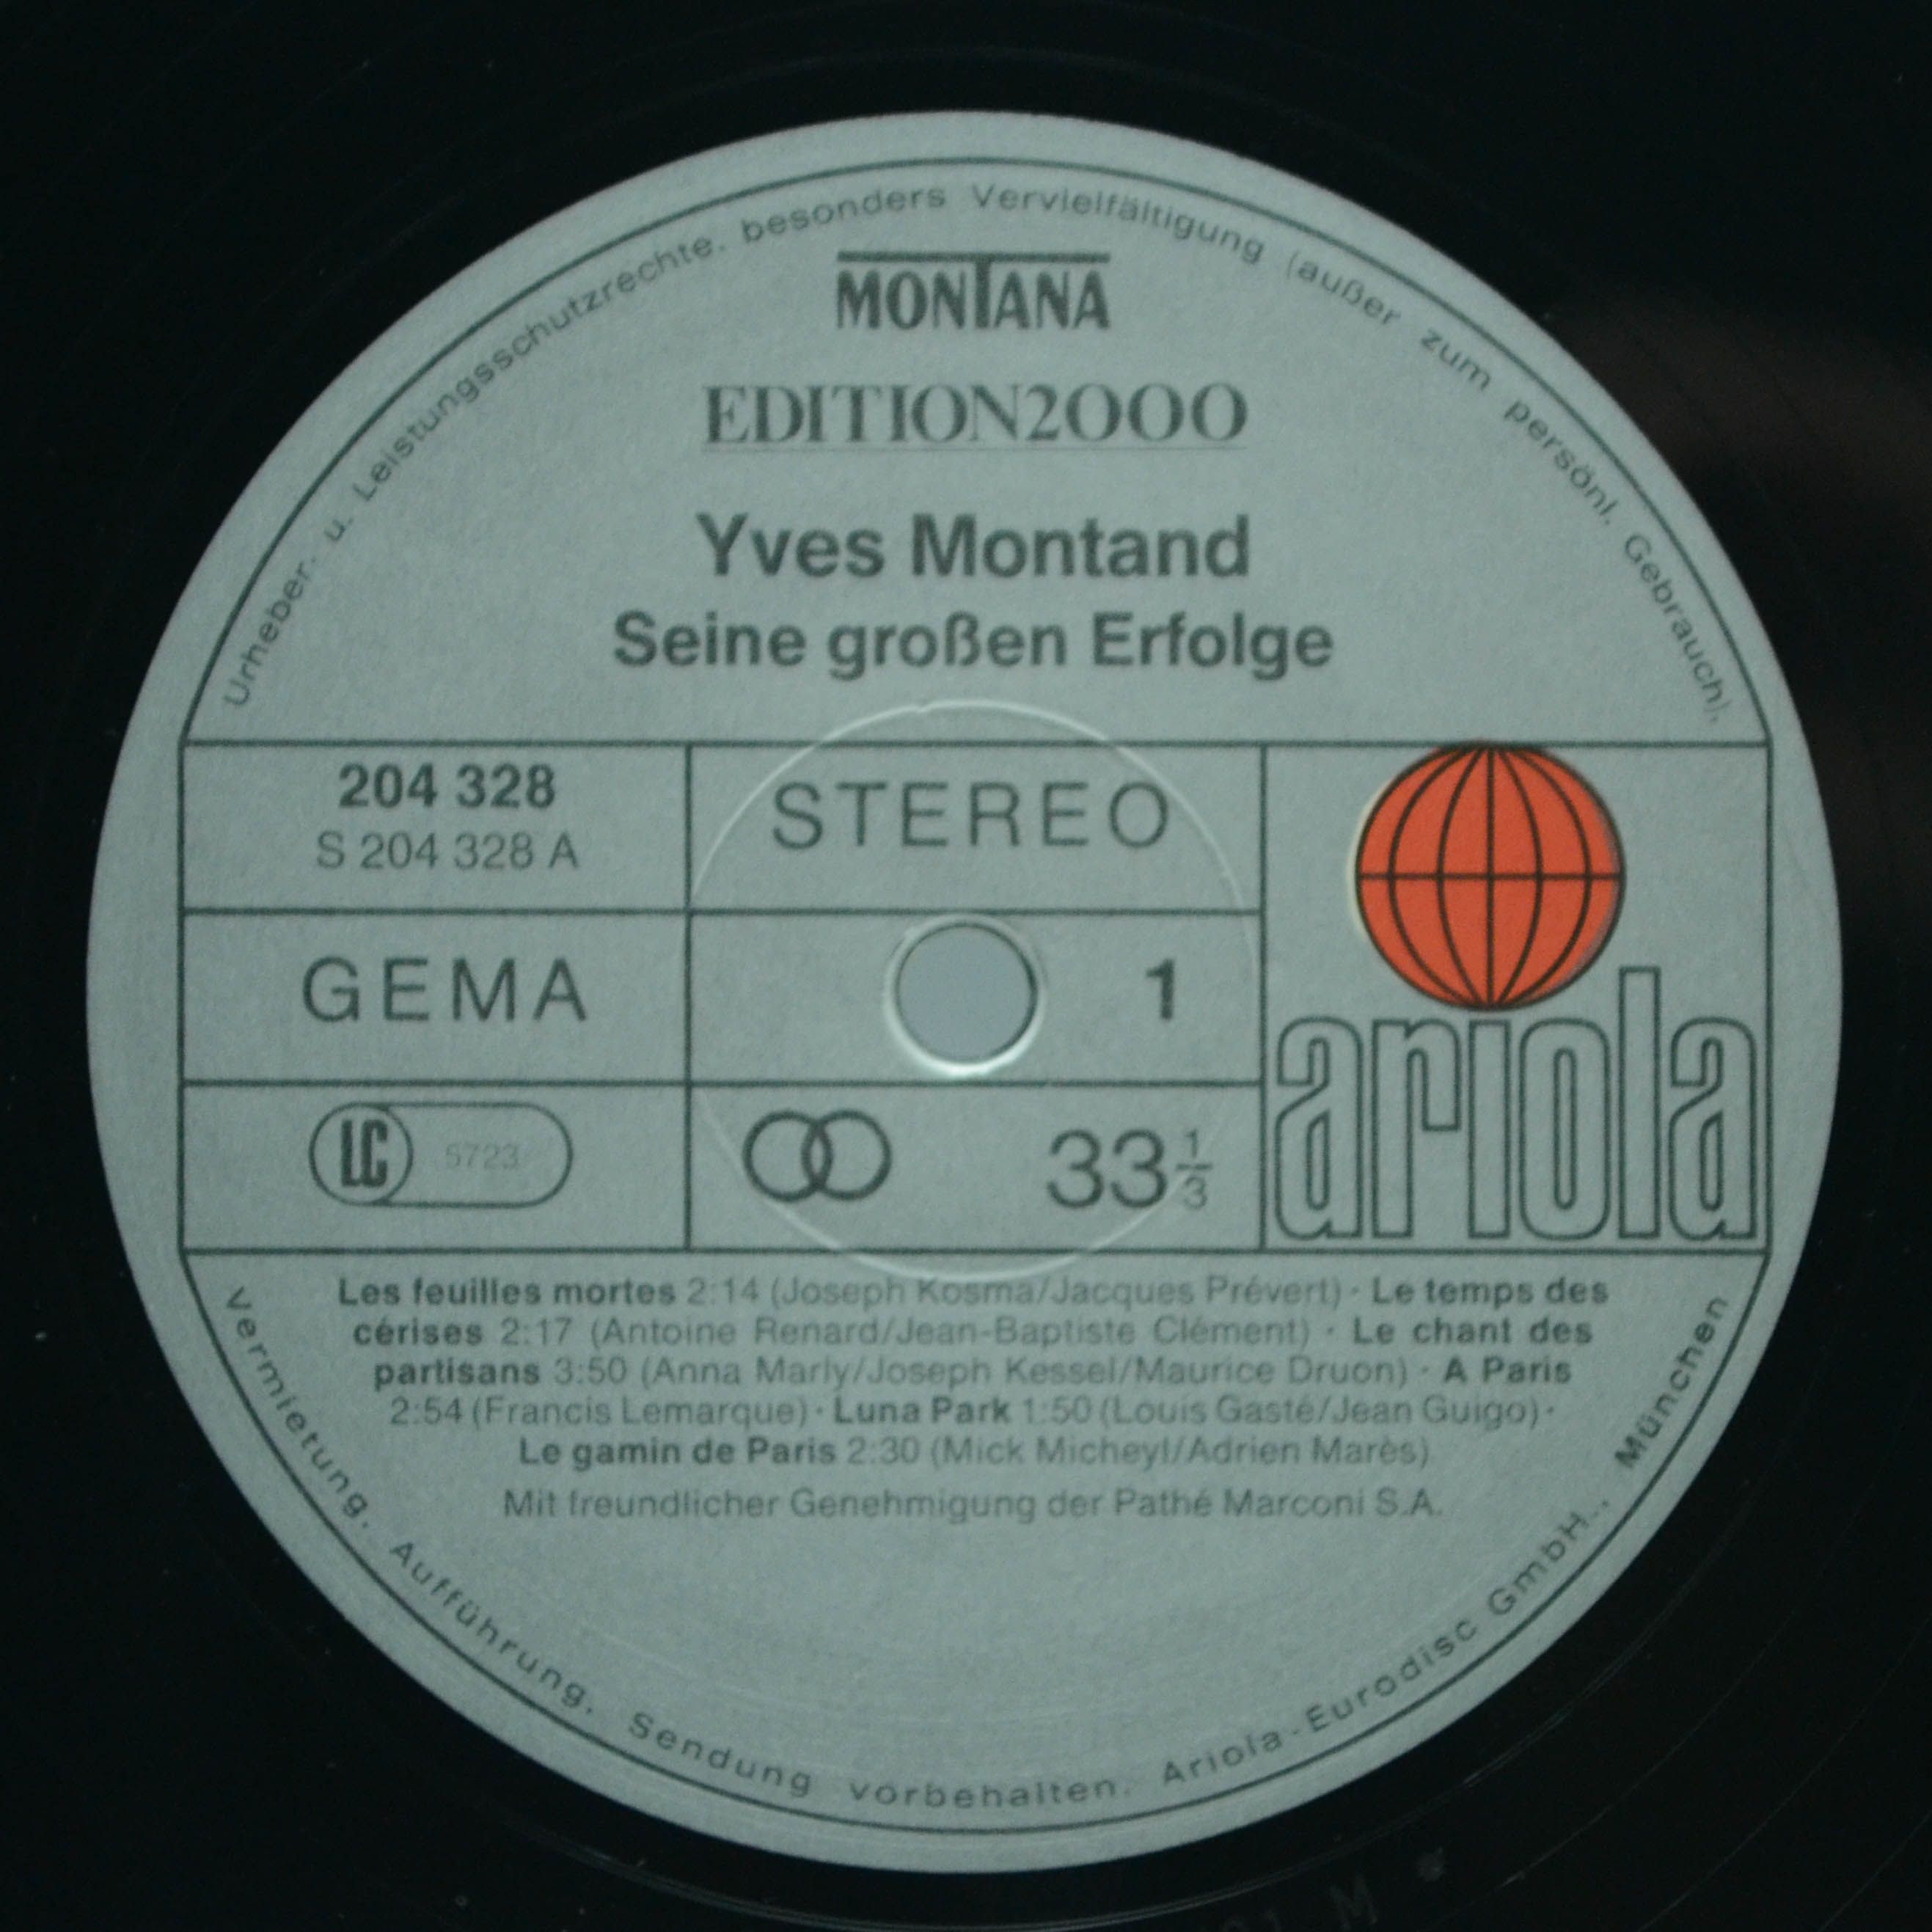 Urheber- u. Leistungsschutzrechte, besonders Vervielfältigung (außer zum persönl. Gebrauch),
MONTANA
EDITION2000
Yves Montand
Seine großen Erfolge
204 328
S 204 328 A
STEREO
GEMA
1
LC 5723
33 1/3
ariola
Les feuilles mortes 2:14 (Joseph Kosma/Jacques Prévert) · Le temps des
cérises 2:17 (Antoine Renard/Jean-Baptiste Clément) · Le chant des
partisans 3:50 (Anna Marly/Joseph Kessel/Maurice Druon) · A Paris
2:54 (Francis Lemarque) · Luna Park 1:50 (Louis Gasté/Jean Guigo) ·
Le gamin de Paris 2:30 (Mick Micheyl/Adrien Marès)
Mit freundlicher Genehmigung der Pathé Marconi S.A.
Vermietung, Aufführung, Sendung vorbehalten. Ariola-Eurodisc GmbH., München